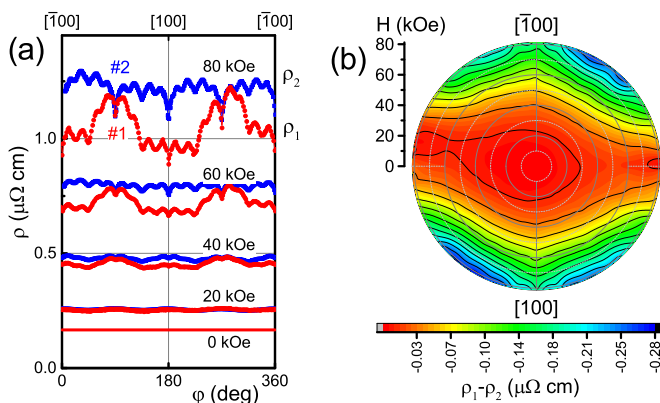 (a)
[1̅00] [100] [1̅00]
#2
80 kOe
ρ2
#1
ρ1
1.0
60 kOe
ρ (μΩ cm)
0.5
40 kOe
20 kOe
0 kOe
0.0
0 180 360
φ (deg)
(b)
H (kOe)
[1̅00]
80
60
40
20
0
[100]
-0.03 -0.07 -0.10 -0.14 -0.18 -0.21 -0.25 -0.28
ρ1-ρ2 (μΩ cm)